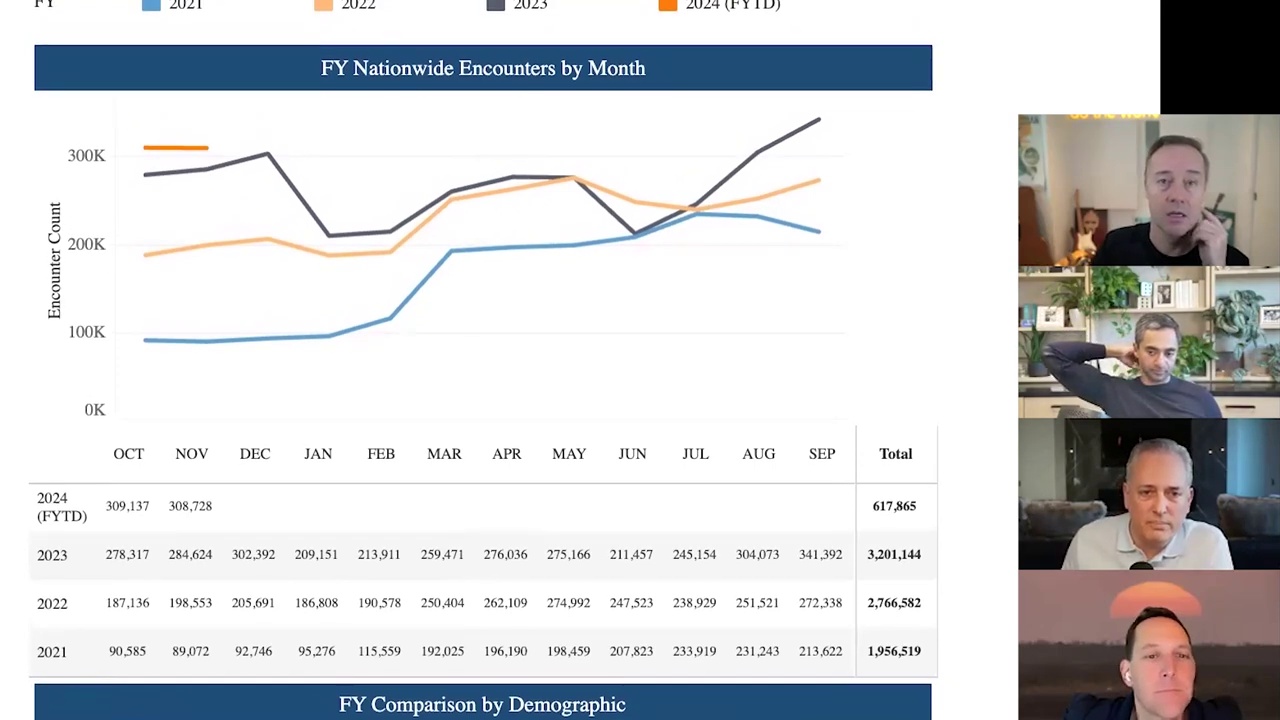 FY 2021 2022 2023 2024 (FYTD)
FY Nationwide Encounters by Month
300K
200K
100K
0K
Encounter Count
OCT NOV DEC JAN FEB MAR APR MAY JUN JUL AUG SEP Total
2024 (FYTD) 309,137 308,728 617,865
2023 278,317 284,624 302,392 209,151 213,911 259,471 276,036 275,166 211,457 245,154 304,073 341,392 3,201,144
2022 187,136 198,553 205,691 186,808 190,578 250,404 262,109 274,992 247,523 238,929 251,521 272,338 2,766,582
2021 90,585 89,072 92,746 95,276 115,559 192,025 196,190 198,459 207,823 233,919 231,243 213,622 1,956,519
FY Comparison by Demographic